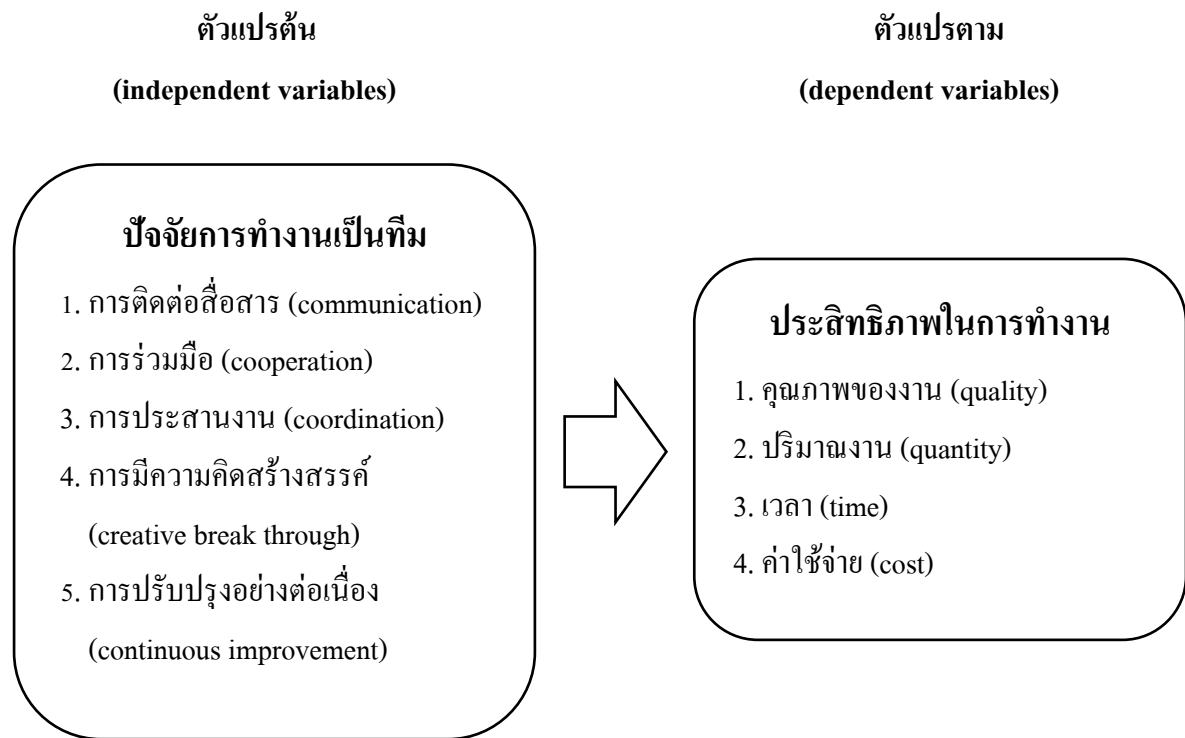 ตัวแปรต้น
(independent variables)
ปัจจัยการทำงานเป็นทีม
1. การติดต่อสื่อสาร (communication)
2. การร่วมมือ (cooperation)
3. การประสานงาน (coordination)
4. การมีความคิดสร้างสรรค์
(creative break through)
5. การปรับปรุงอย่างต่อเนื่อง
(continuous improvement)
ตัวแปรตาม
(dependent variables)
ประสิทธิภาพในการทำงาน
1. คุณภาพของงาน (quality)
2. ปริมาณงาน (quantity)
3. เวลา (time)
4. ค่าใช้จ่าย (cost)